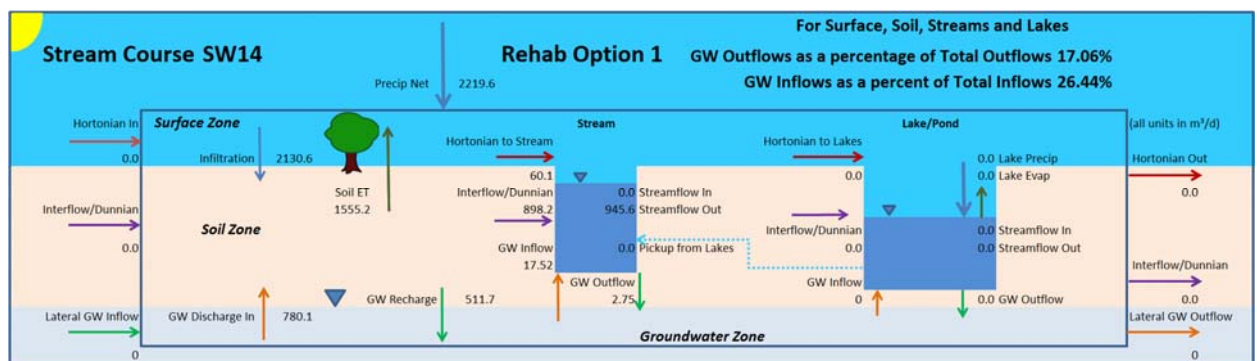 For Surface, Soil, Streams and Lakes
Stream Course SW14
Rehab Option 1
GW Outflows as a percentage of Total Outflows 17.06%
GW Inflows as a percent of Total Inflows 26.44%
Precip Net 2219.6
Hortonian In
0.0
Surface Zone
Infiltration 2130.6
Soil ET
1555.2
Stream
Hortonian to Stream
60.1
Interflow/Dunnian
898.2
0.0 Streamflow In
945.6 Streamflow Out
GW Inflow
17.52
0.0 Pickup from Lakes
GW Outflow
2.75
Lake/Pond
Hortonian to Lakes
0.0
0.0 Lake Precip
0.0 Lake Evap
Interflow/Dunnian
0.0
0.0 Streamflow In
0.0 Streamflow Out
GW Inflow
0
0.0 GW Outflow
(all units in m³/d)
Hortonian Out
0.0
Interflow/Dunnian
0.0
Soil Zone
Interflow/Dunnian
0.0
GW Recharge 511.7
Lateral GW Inflow
0
GW Discharge In 780.1
Groundwater Zone
Lateral GW Outflow
0